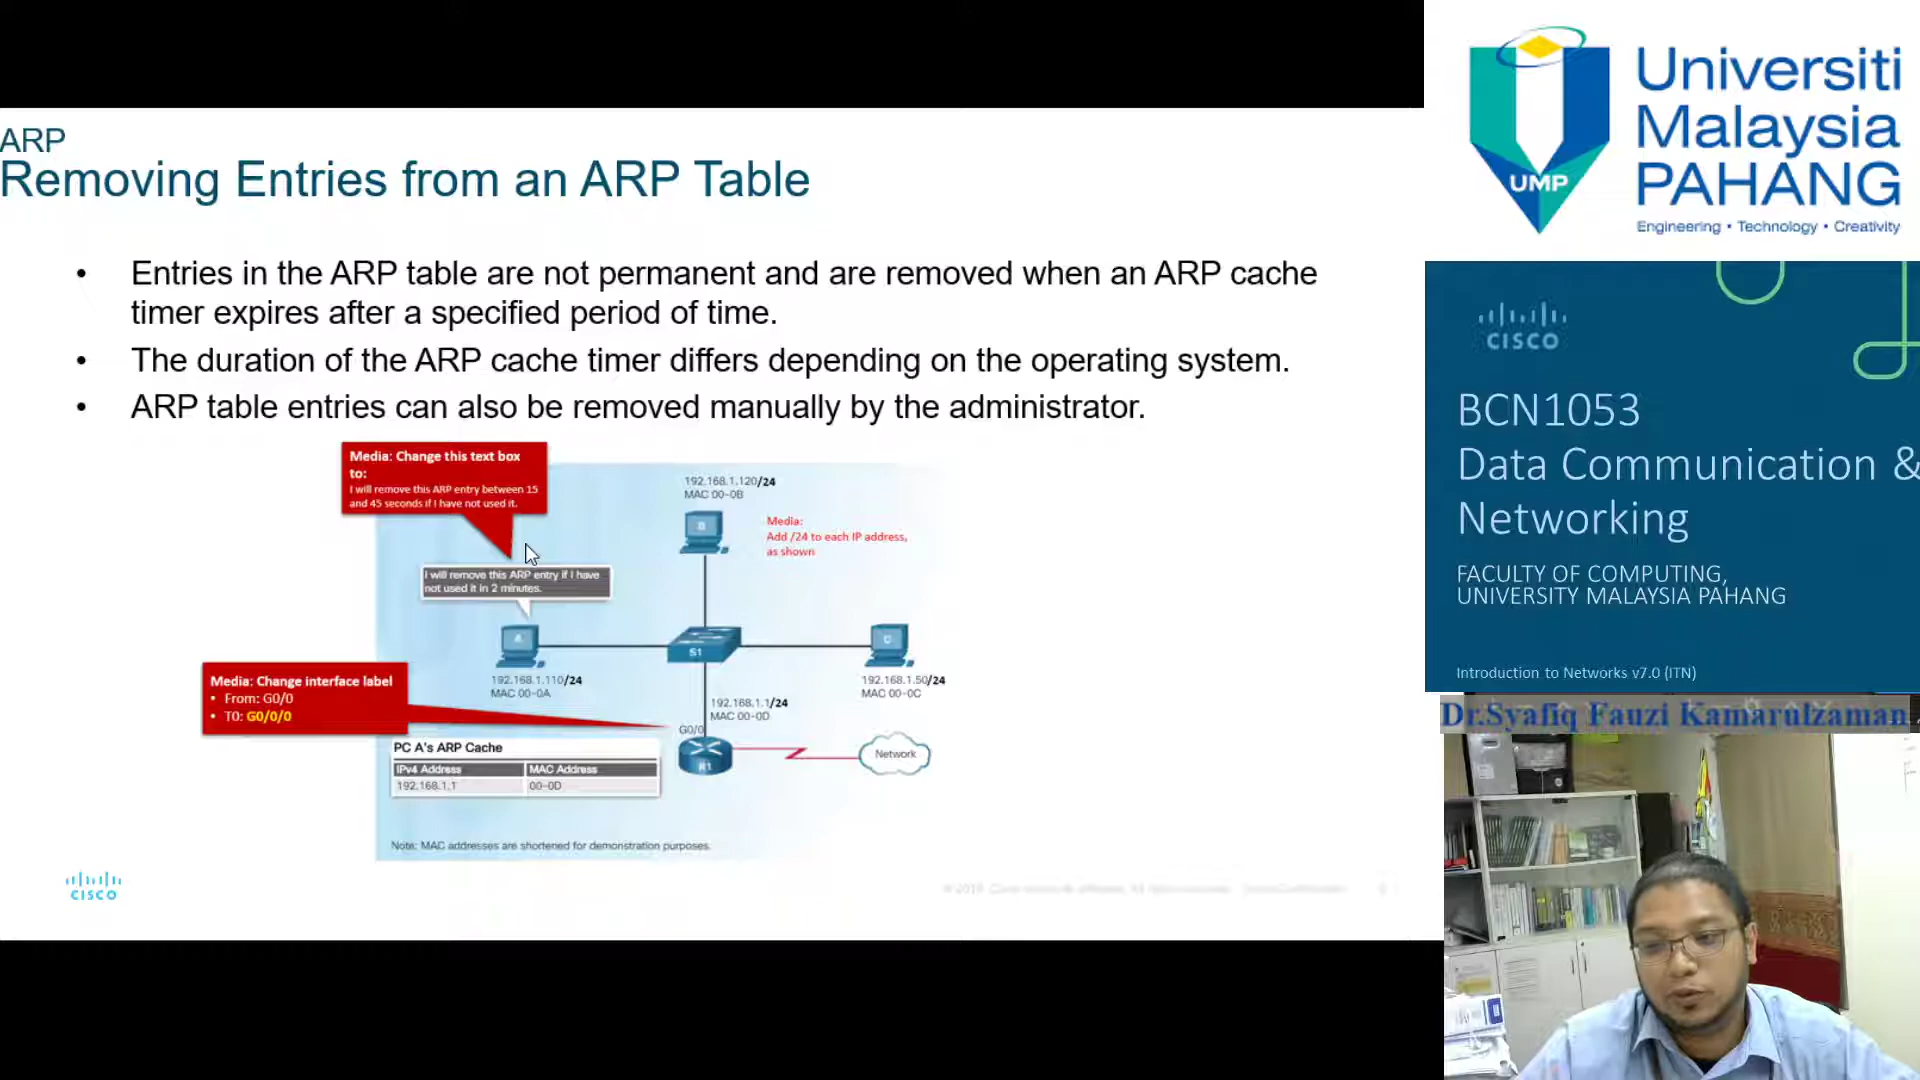 ARP
Removing Entries from an ARP Table
• Entries in the ARP table are not permanent and are removed when an ARP cache
timer expires after a specified period of time.
• The duration of the ARP cache timer differs depending on the operating system.
• ARP table entries can also be removed manually by the administrator.
Media: Change this text box
to:
I will remove this ARP entry between 15
and 45 seconds if I have not used it.
192.168.1.120/24
MAC 00-0B
B
Media:
Add /24 to each IP address,
as shown
I will remove this ARP entry if I have
not used it in 2 minutes.
A
S1
192.168.1.110/24
MAC 00-0A
192.168.1.50/24
MAC 00-0C
192.168.1.1/24
MAC 00-0D
Media: Change interface label
• From: G0/0
• T0: G0/0/0
G0/0
R1
Network
PC A's ARP Cache
IPv4 Address MAC Address
192.168.1.1 00-0D
Note: MAC addresses are shortened for demonstration purposes.
CISCO
UMP
Universiti
Malaysia
PAHANG
Engineering • Technology • Creativity
CISCO
BCN1053
Data Communication &
Networking
FACULTY OF COMPUTING,
UNIVERSITY MALAYSIA PAHANG
Introduction to Networks v7.0 (ITN)
Dr.Syafiq Fauzi Kamarulzaman